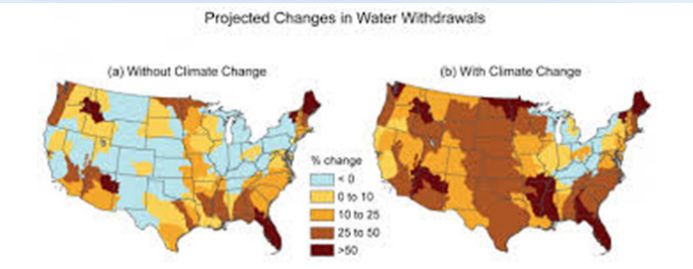 Projected Changes in Water Withdrawals
(a) Without Climate Change
(b) With Climate Change
% change
< 0
0 to 10
10 to 25
25 to 50
>50